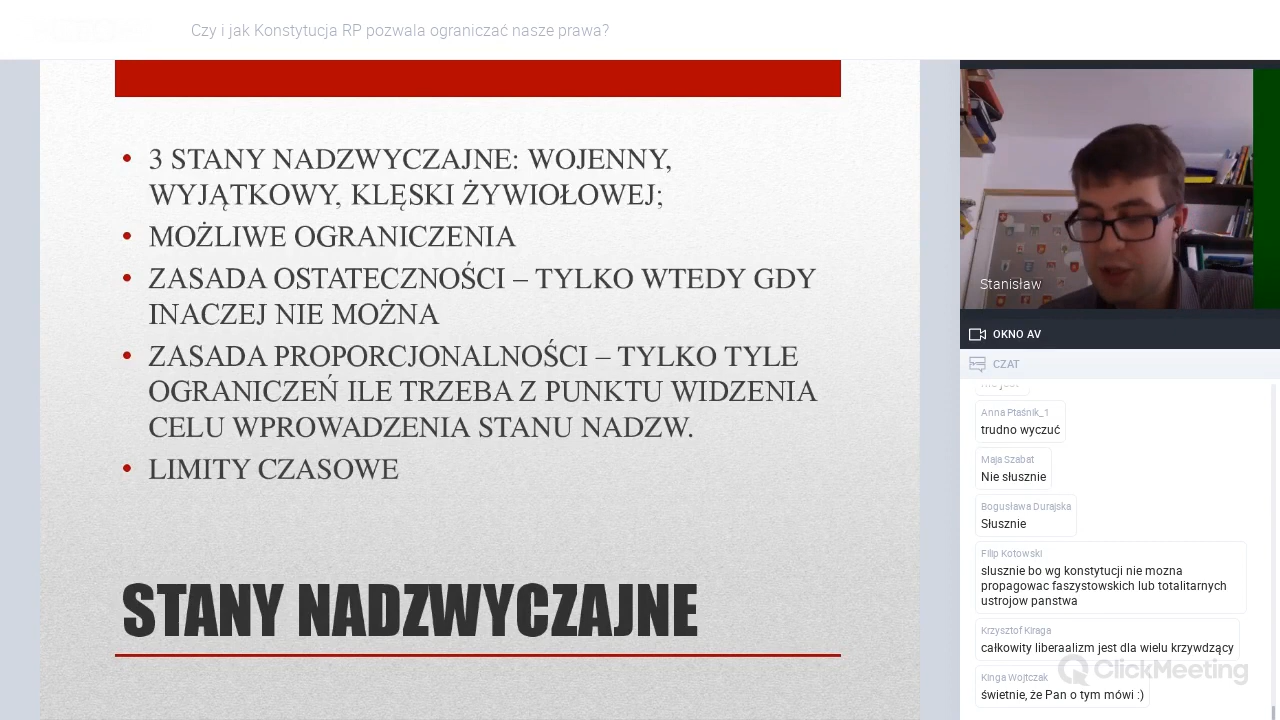 Czy i jak Konstytucja RP pozwala ograniczać nasze prawa?
• 3 STANY NADZWYCZAJNE: WOJENNY,
WYJĄTKOWY, KLĘSKI ŻYWIOŁOWEJ;
• MOŻLIWE OGRANICZENIA
• ZASADA OSTATECZNOŚCI – TYLKO WTEDY GDY
INACZEJ NIE MOŻNA
• ZASADA PROPORCJONALNOŚCI – TYLKO TYLE
OGRANICZEŃ ILE TRZEBA Z PUNKTU WIDZENIA
CELU WPROWADZENIA STANU NADZW.
• LIMITY CZASOWE
STANY NADZWYCZAJNE
Stanisław
OKNO AV
CZAT
Anna Ptaśnik_1
trudno wyczuć
Maja Szabat
Nie słusznie
Bogusława Durajska
Słusznie
Filip Kotowski
slusznie bo wg konstytucji nie mozna
propagowac faszystowskich lub totalitarnych
ustrojow panstwa
Krzysztof Kiraga
całkowity liberaalizm jest dla wielu krzywdzący
Kinga Wojtczak
świetnie, że Pan o tym mówi :)
ClickMeeting